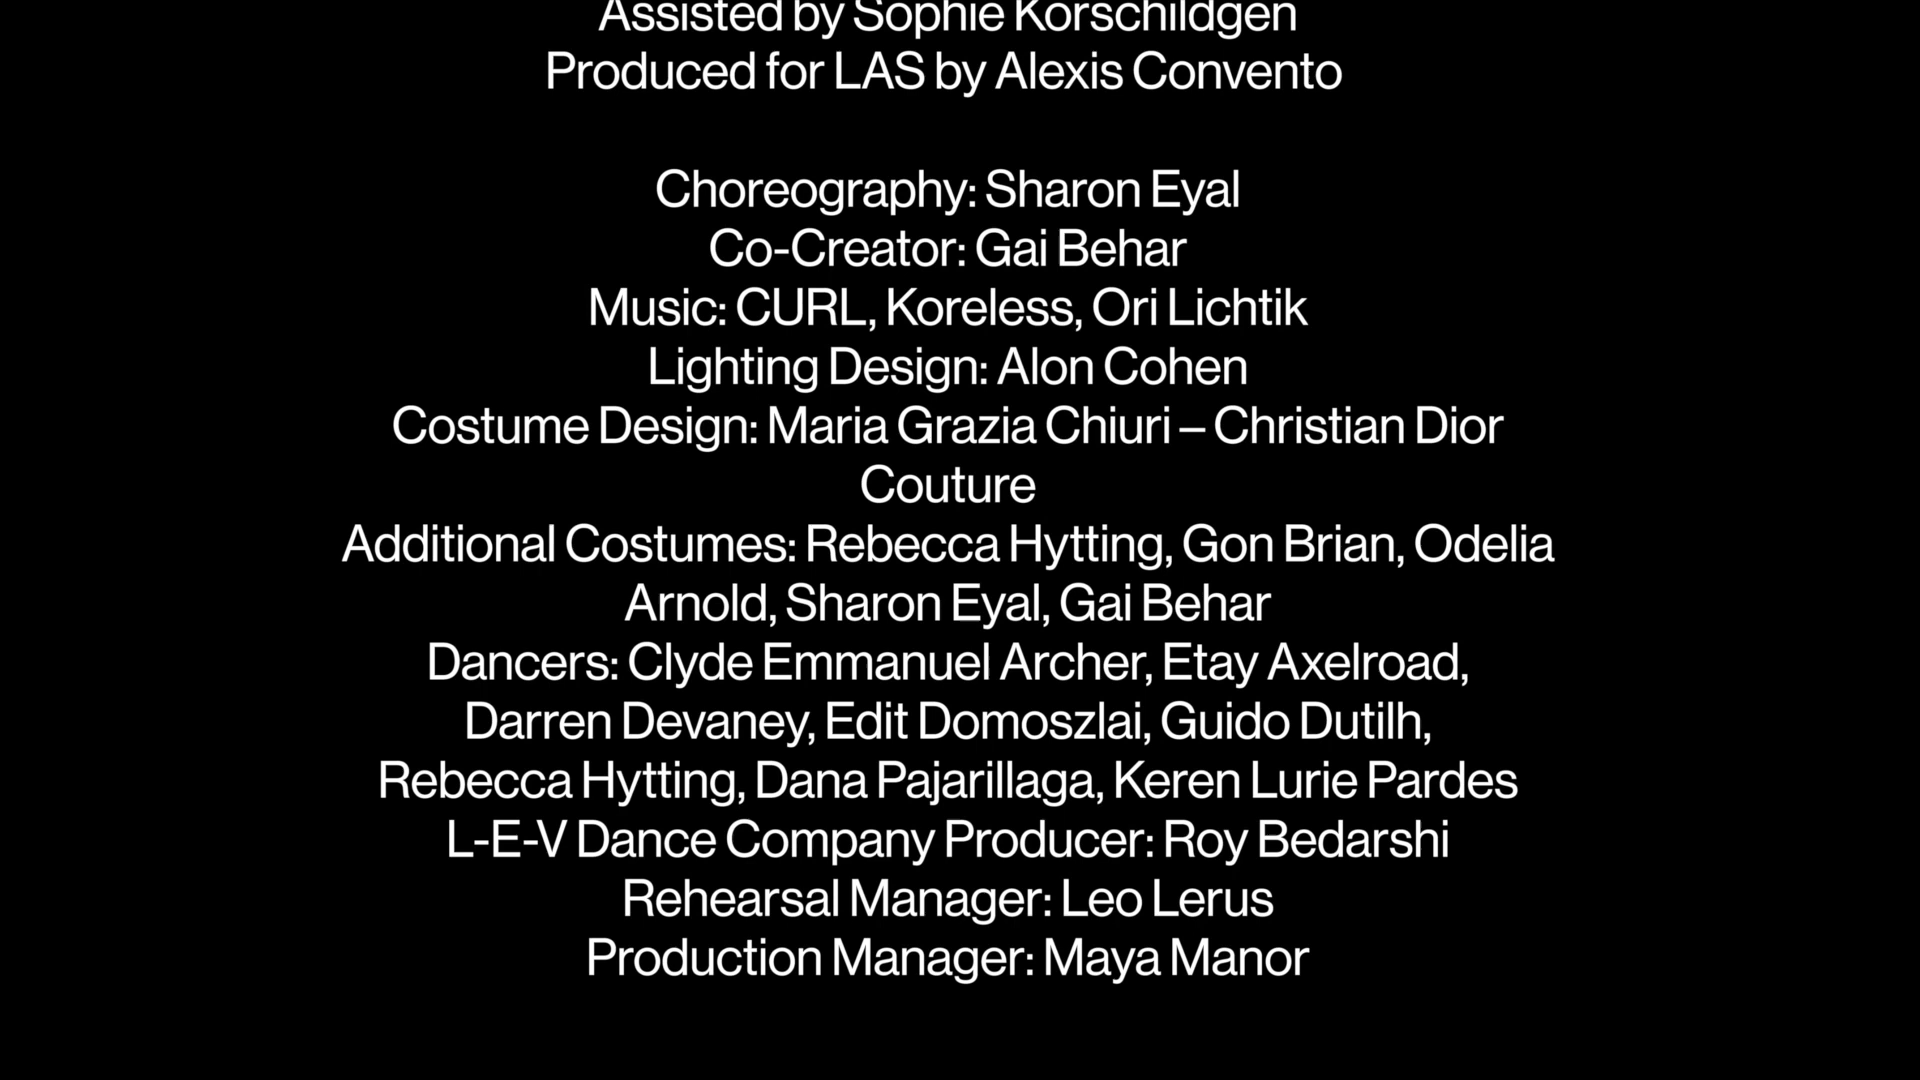 Assisted by Sophie Korschildgen
Produced for LAS by Alexis Convento
Choreography: Sharon Eyal
Co-Creator: Gai Behar
Music: CURL, Koreless, Ori Lichtik
Lighting Design: Alon Cohen
Costume Design: Maria Grazia Chiuri – Christian Dior
Couture
Additional Costumes: Rebecca Hytting, Gon Brian, Odelia
Arnold, Sharon Eyal, Gai Behar
Dancers: Clyde Emmanuel Archer, Etay Axelroad,
Darren Devaney, Edit Domoszlai, Guido Dutilh,
Rebecca Hytting, Dana Pajarillaga, Keren Lurie Pardes
L-E-V Dance Company Producer: Roy Bedarshi
Rehearsal Manager: Leo Lerus
Production Manager: Maya Manor